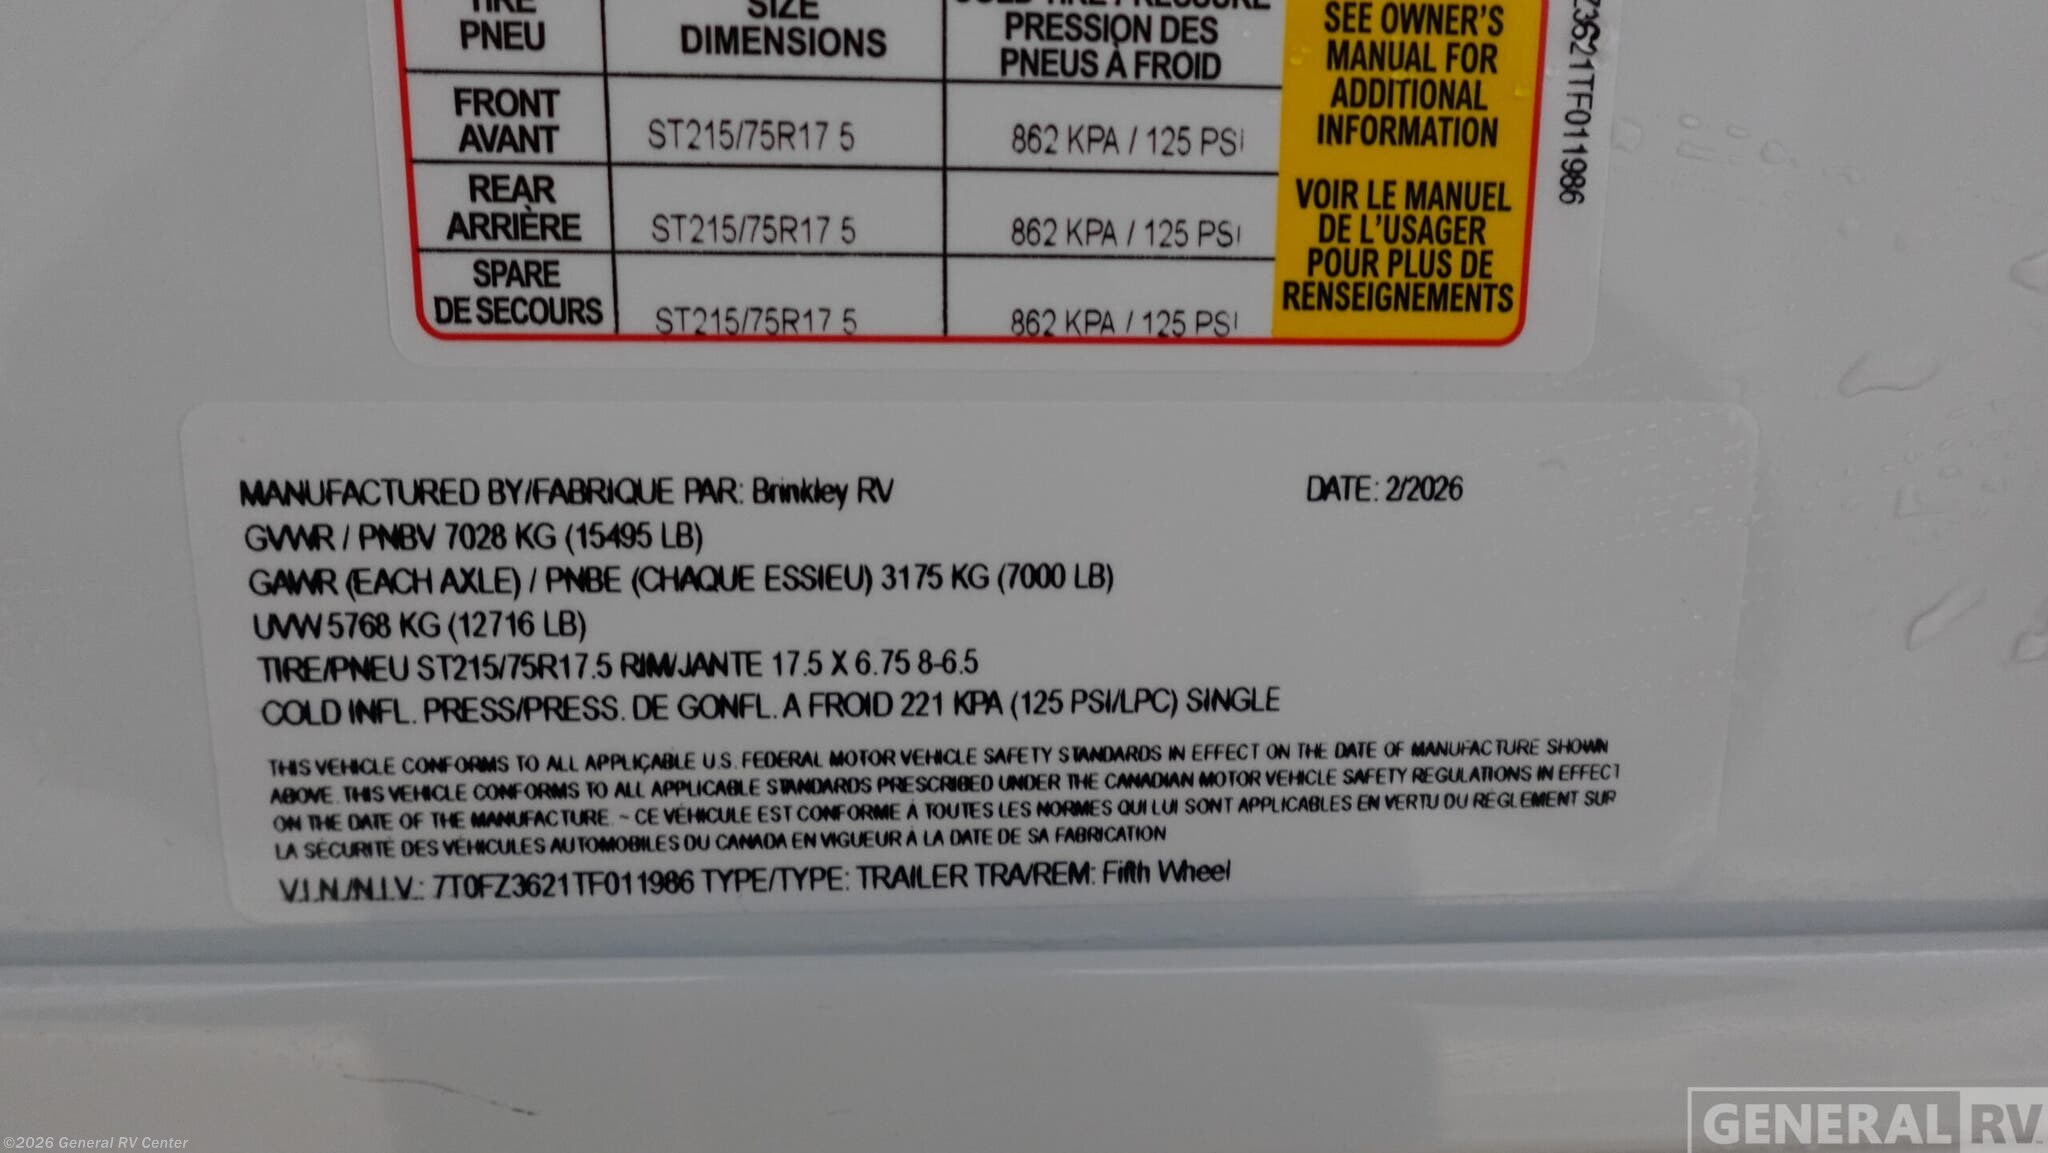 TIRE SIZE COLD TIRE PRESSURE
PNEU DIMENSIONS PRESSION DES
PNEUS À FROID
FRONT
AVANT ST215/75R17 5 862 KPA / 125 PSI
REAR
ARRIÈRE ST215/75R17 5 862 KPA / 125 PSI
SPARE
DE SECOURS ST215/75R17 5 862 KPA / 125 PSI
SEE OWNER'S
MANUAL FOR
ADDITIONAL
INFORMATION
VOIR LE MANUEL
DE L'USAGER
POUR PLUS DE
RENSEIGNEMENTS
Z3621TF011986
MANUFACTURED BY/FABRIQUE PAR: Brinkley RV DATE: 2/2026
GVWR / PNBV 7028 KG (15495 LB)
GAWR (EACH AXLE) / PNBE (CHAQUE ESSIEU) 3175 KG (7000 LB)
UVW 5768 KG (12716 LB)
TIRE/PNEU ST215/75R17.5 RIM/JANTE 17.5 X 6.75 8-6.5
COLD INFL. PRESS/PRESS. DE GONFL. A FROID 221 KPA (125 PSI/LPC) SINGLE
THIS VEHICLE CONFORMS TO ALL APPLICABLE U.S. FEDERAL MOTOR VEHICLE SAFETY STANDARDS IN EFFECT ON THE DATE OF MANUFACTURE SHOWN
ABOVE. THIS VEHICLE CONFORMS TO ALL APPLICABLE STANDARDS PRESCRIBED UNDER THE CANADIAN MOTOR VEHICLE SAFETY REGULATIONS IN EFFECT
ON THE DATE OF THE MANUFACTURE. ~ CE VÉHICULE EST CONFORME À TOUTES LES NORMES QUI LUI SONT APPLICABLES EN VERTU DU RÈGLEMENT SUR
LA SÉCURITÉ DES VÉHICULES AUTOMOBILES DU CANADA EN VIGUEUR À LA DATE DE SA FABRICATION
V.I.N./N.I.V.: 7T0FZ3621TF011986 TYPE/TYPE: TRAILER TRA/REM: Fifth Wheel
©2026 General RV Center
GENERAL RV